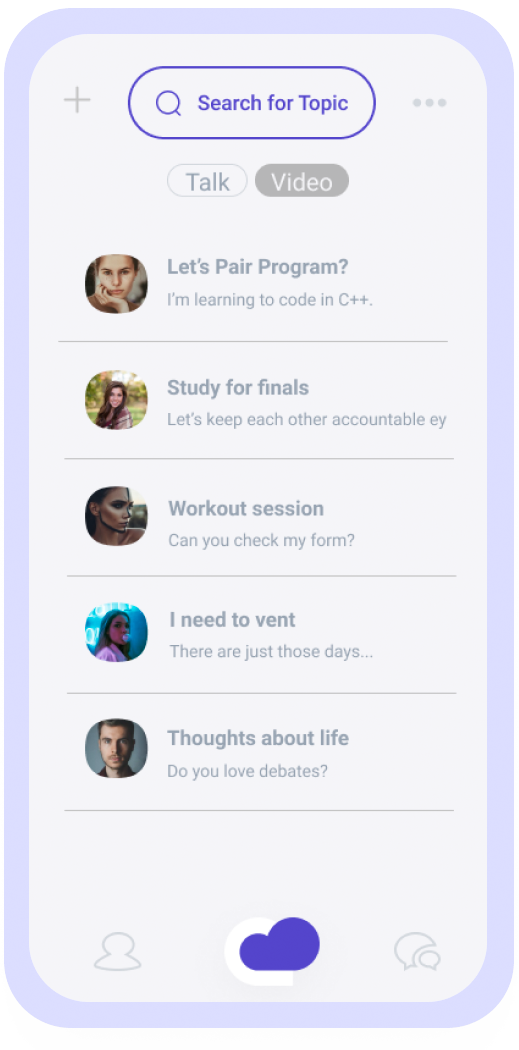 Search for Topic
Talk Video
Let's Pair Program?
I'm learning to code in C++.
Study for finals
Let's keep each other accountable ey
Workout session
Can you check my form?
I need to vent
There are just those days...
Thoughts about life
Do you love debates?